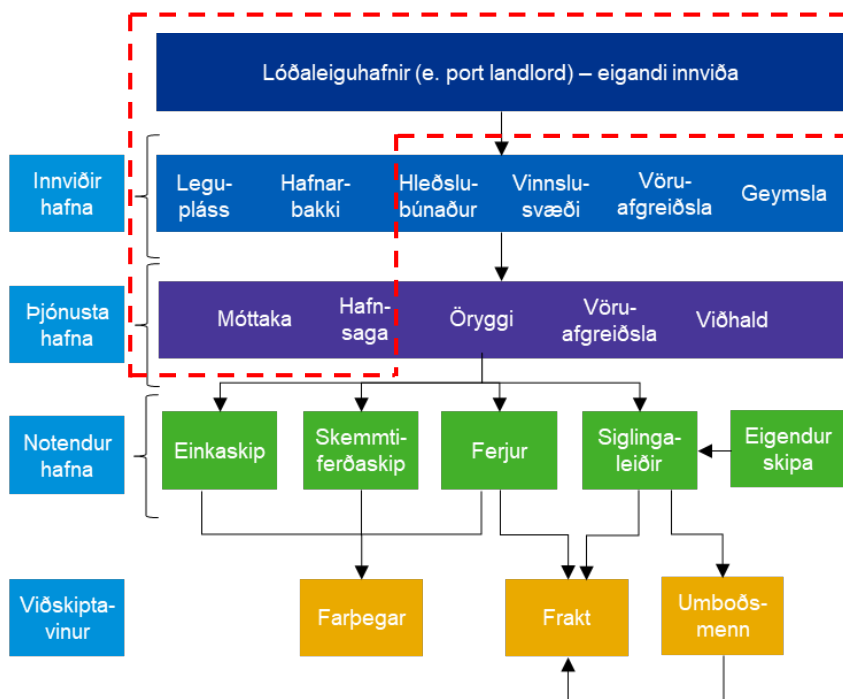 Lóðaleiguhafnir (e. port landlord) – eigandi innviða
Innviðir
hafna
Legu-
pláss
Hafnar-
bakki
Hleðslu-
búnaður
Vinnslu-
svæði
Vöru-
afgreiðsla
Geymsla
Þjónusta
hafna
Móttaka
Hafn-
saga
Öryggi
Vöru-
afgreiðsla
Viðhald
Notendur
hafna
Einkaskip
Skemmti-
ferðaskip
Ferjur
Siglinga-
leiðir
Eigendur
skipa
Viðskipta-
vinur
Farþegar
Frakt
Umboðs-
menn